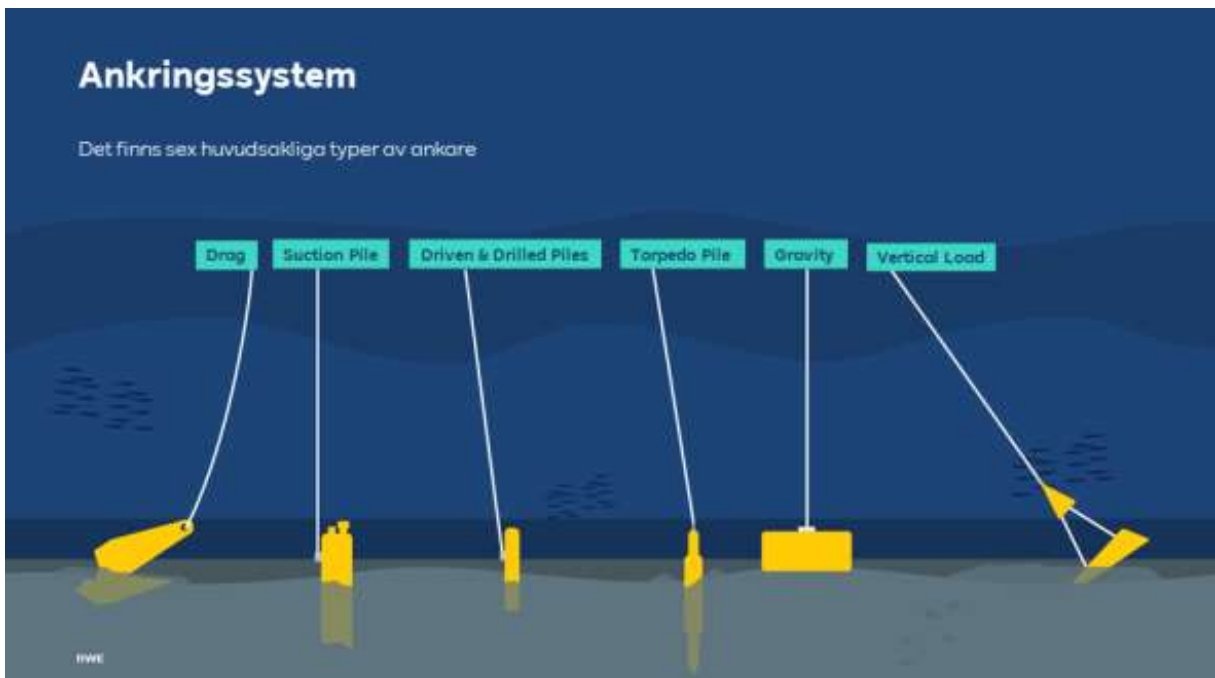 Ankringssystem
Det finns sex huvudsakliga typer av ankare
Drag
Suction Pile
Driven & Drilled Piles
Torpedo Pile
Gravity
Vertical Load
RWE